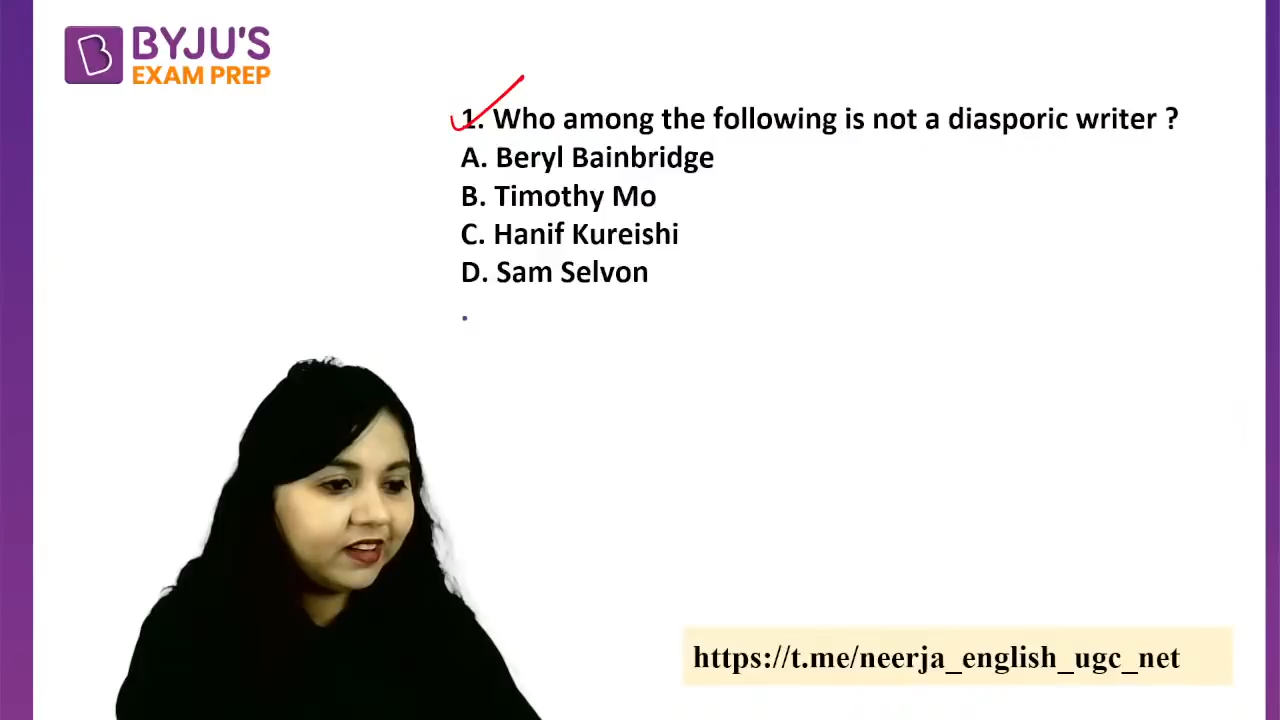 BYJU'S
EXAM PREP
1. Who among the following is not a diasporic writer ?
A. Beryl Bainbridge
B. Timothy Mo
C. Hanif Kureishi
D. Sam Selvon
https://t.me/neerja_english_ugc_net